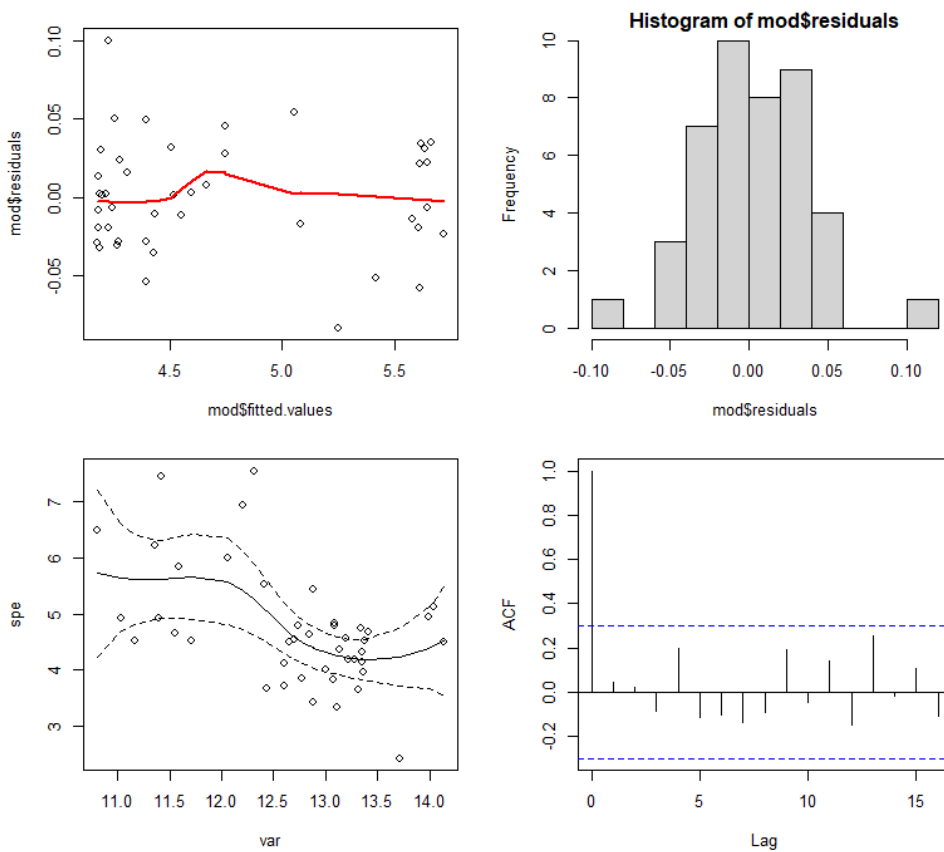 mod$residuals
0.10
0.05
0.00
-0.05
4.5 5.0 5.5
mod$fitted.values
Histogram of mod$residuals
Frequency
10
8
6
4
2
0
-0.10 -0.05 0.00 0.05 0.10
mod$residuals
spe
7
6
5
4
3
11.0 11.5 12.0 12.5 13.0 13.5 14.0
var
ACF
1.0
0.8
0.6
0.4
0.2
0.0
-0.2
0 5 10 15
Lag